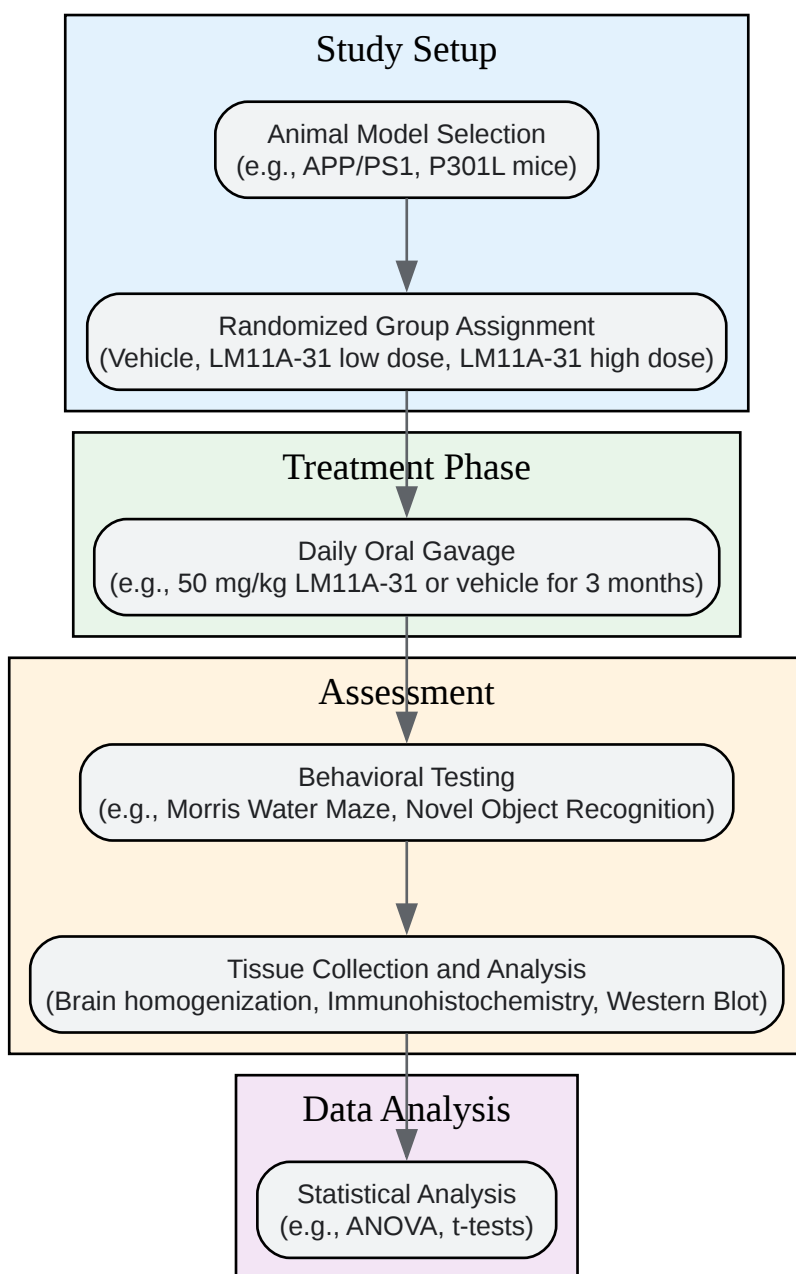 Study Setup
Animal Model Selection
(e.g., APP/PS1, P301L mice)
Randomized Group Assignment
(Vehicle, LM11A-31 low dose, LM11A-31 high dose)
Treatment Phase
Daily Oral Gavage
(e.g., 50 mg/kg LM11A-31 or vehicle for 3 months)
Assessment
Behavioral Testing
(e.g., Morris Water Maze, Novel Object Recognition)
Tissue Collection and Analysis
(Brain homogenization, Immunohistochemistry, Western Blot)
Data Analysis
Statistical Analysis
(e.g., ANOVA, t-tests)